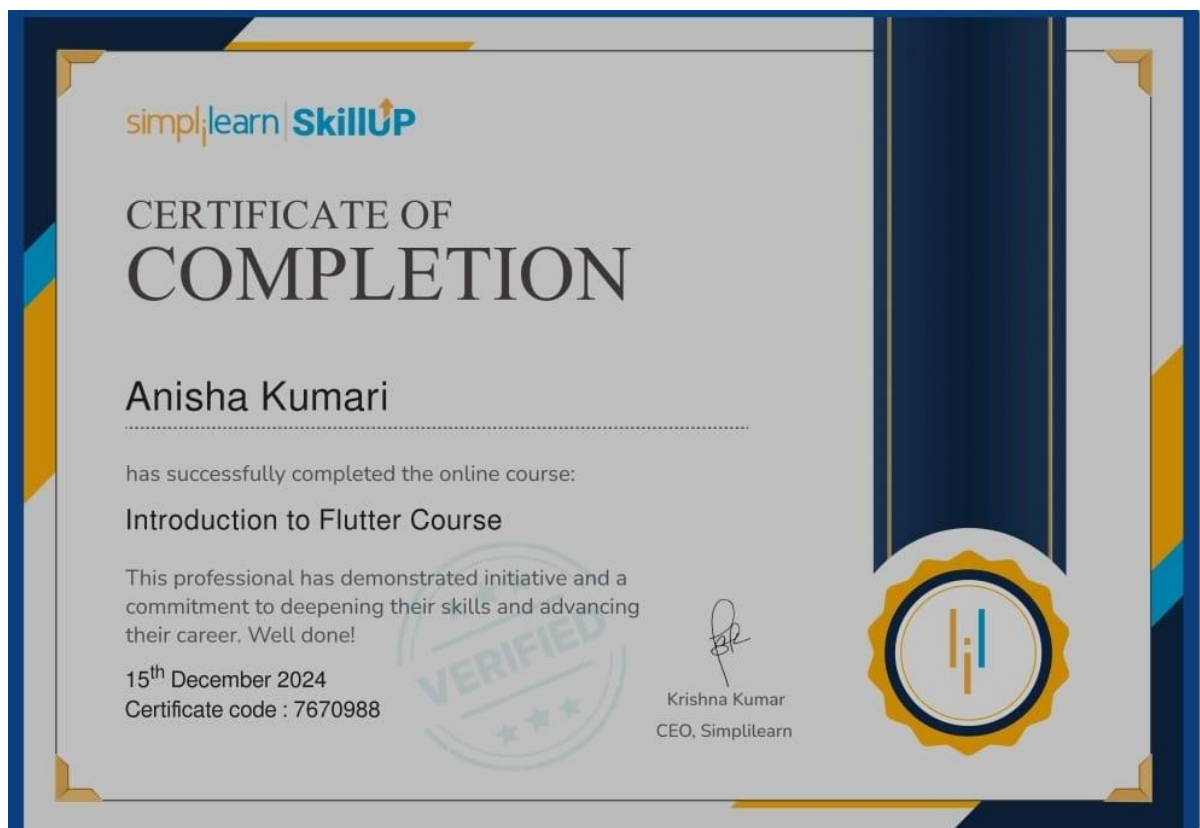 simplilearn | SkillUP
CERTIFICATE OF
COMPLETION
Anisha Kumari
has successfully completed the online course:
Introduction to Flutter Course
This professional has demonstrated initiative and a
commitment to deepening their skills and advancing
their career. Well done!
VERIFIED
15th December 2024
Certificate code : 7670988
Krishna Kumar
CEO, Simplilearn